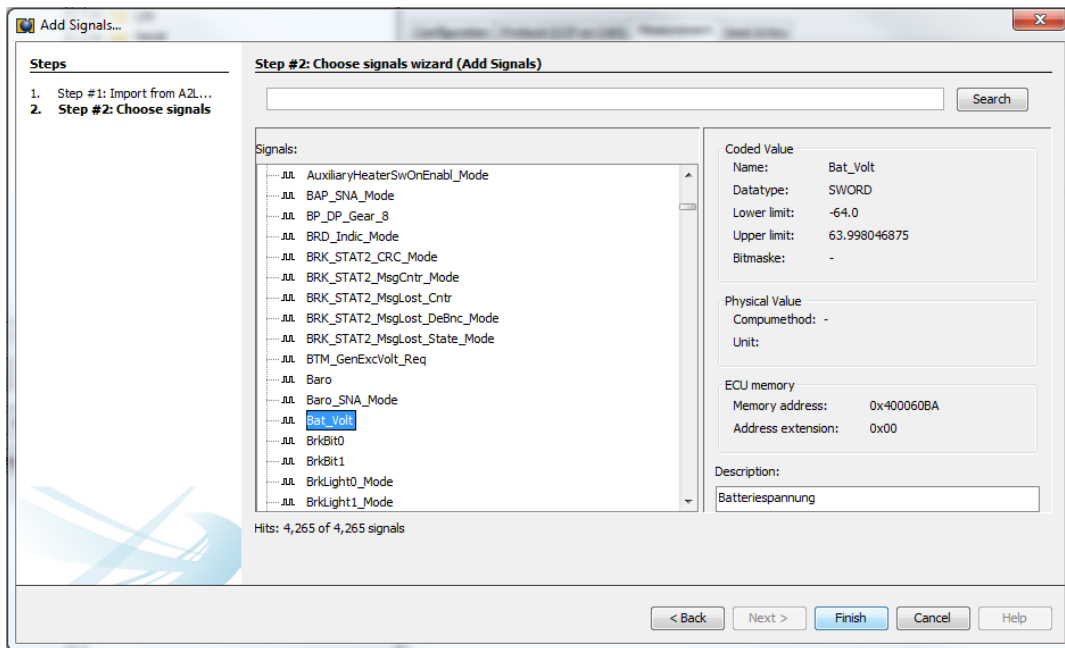 Add Signals...
Steps
1. Step #1: Import from A2L...
2. Step #2: Choose signals
Step #2: Choose signals wizard (Add Signals)
Search
Signals:
AuxiliaryHeaterSwOnEnabl_Mode
BAP_SNA_Mode
BP_DP_Gear_8
BRD_Indic_Mode
BRK_STAT2_CRC_Mode
BRK_STAT2_MsgCntr_Mode
BRK_STAT2_MsgLost_Cntr
BRK_STAT2_MsgLost_DeBnc_Mode
BRK_STAT2_MsgLost_State_Mode
BTM_GenExcVolt_Req
Baro
Baro_SNA_Mode
Bat_Volt
BrkBit0
BrkBit1
BrkLight0_Mode
BrkLight1_Mode
Hits: 4,265 of 4,265 signals
Coded Value
Name: Bat_Volt
Datatype: SWORD
Lower limit: -64.0
Upper limit: 63.998046875
Bitmaske: -
Physical Value
Compumethod: -
Unit:
ECU memory
Memory address: 0x400060BA
Address extension: 0x00
Description:
Batteriespannung
< Back Next > Finish Cancel Help